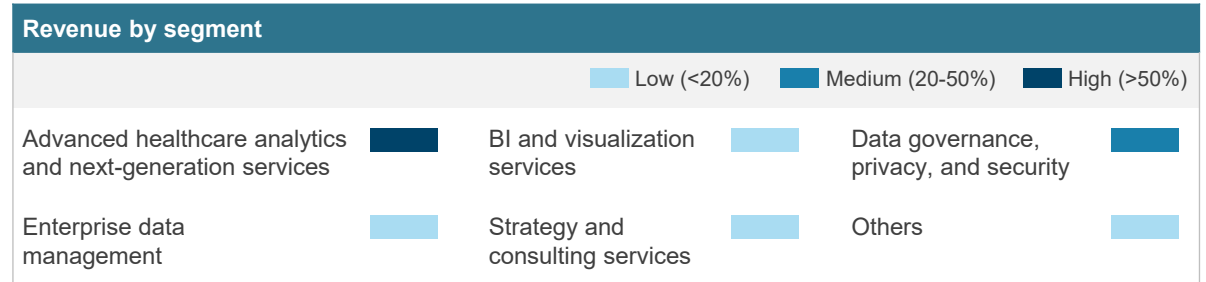 Revenue by segment
Low (<20%)
Medium (20-50%)
High (>50%)
Advanced healthcare analytics
and next-generation services
BI and visualization
services
Data governance,
privacy, and security
Enterprise data
management
Strategy and
consulting services
Others